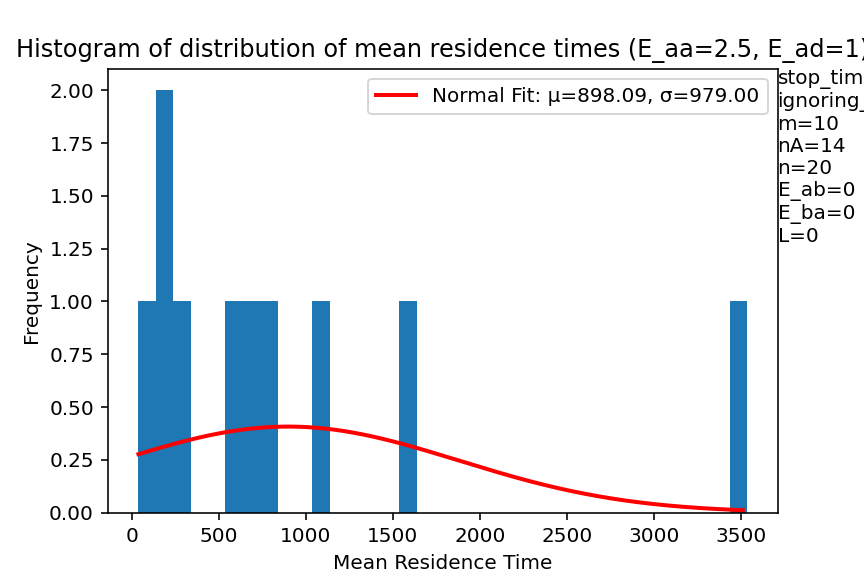 Histogram of distribution of mean residence times (E_aa=2.5, E_ad=1)
stop_tim
ignoring_
m=10
nA=14
n=20
E_ab=0
E_ba=0
L=0
Normal Fit: μ=898.09, σ=979.00
Frequency
2.00
1.75
1.50
1.25
1.00
0.75
0.50
0.25
0.00
0
500
1000
1500
2000
2500
3000
3500
Mean Residence Time